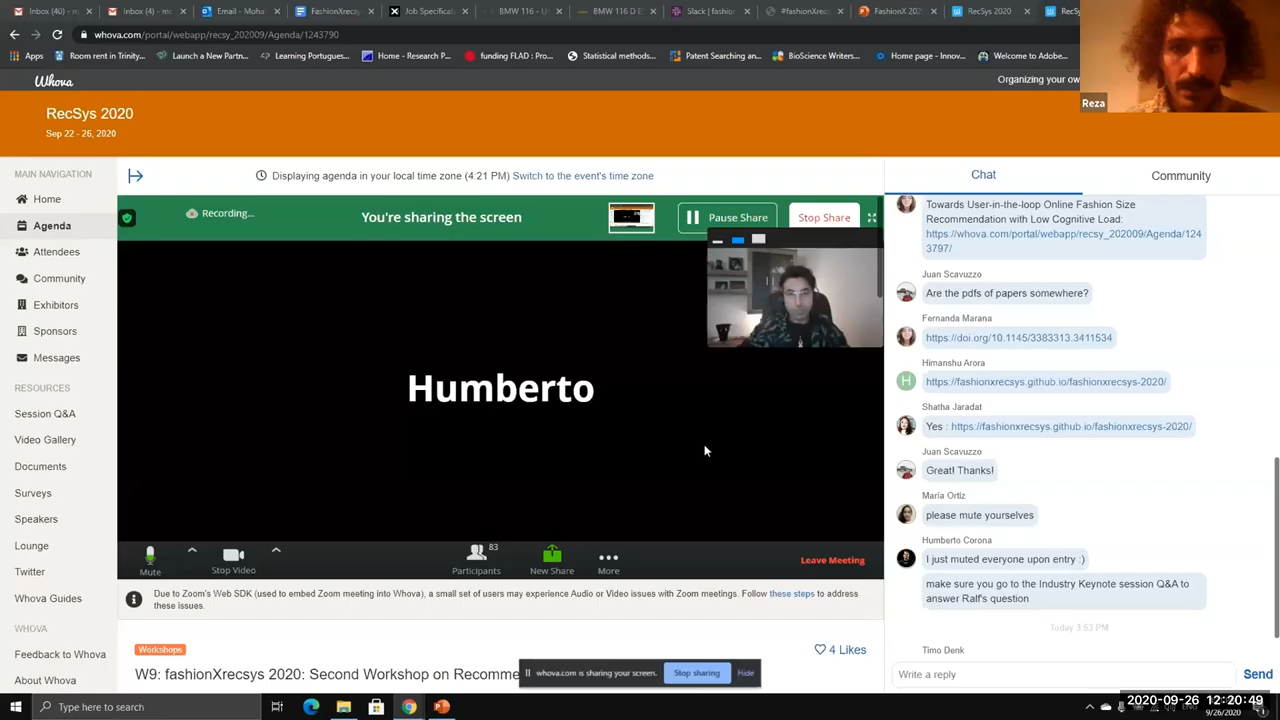 Inbox (40) - m
Inbox (4) - mo
Email - Moha
FashionXrecsy
Job Specificat
BMW 116 - U
BMW 116 D E
Slack | fashion
#fashionXrec
FashionX 202
RecSys 2020
RecSy
whova.com/portal/webapp/recsy_202009/Agenda/1243790
Apps
Room rent in Trinity...
Launch a New Partn...
Learning Portugues...
Home - Research P...
funding FLAD : Pro...
Statistical methods...
Patent Searching an...
BioScience Writers...
Home page - Innov...
Welcome to Adobe...
Whova
Organizing your ow
Reza
RecSys 2020
Sep 22 - 26, 2020
MAIN NAVIGATION
Home
Agenda
Attendees
Community
Exhibitors
Sponsors
Messages
RESOURCES
Session Q&A
Video Gallery
Documents
Surveys
Speakers
Lounge
Twitter
Whova Guides
WHOVA
Feedback to Whova
About Whova
Displaying agenda in your local time zone (4:21 PM) Switch to the event's time zone
Recording...
You're sharing the screen
Pause Share
Stop Share
Humberto
Mute
Stop Video
83
Participants
New Share
More
Leave Meeting
Due to Zoom's Web SDK (used to embed Zoom meeting into Whova), a small set of users may experience Audio or Video issues with Zoom meetings. Follow these steps to address
these issues.
Workshops
4 Likes
W9: fashionXrecsys 2020: Second Workshop on Recomme
whova.com is sharing your screen.
Stop sharing
Hide
Chat
Community
Towards User-in-the-loop Online Fashion Size
Recommendation with Low Cognitive Load:
https://whova.com/portal/webapp/recsy_202009/Agenda/124
3797/
Juan Scavuzzo
Are the pdfs of papers somewhere?
Fernanda Marana
https://doi.org/10.1145/3383313.3411534
Himanshu Arora
H
https://fashionxrecsys.github.io/fashionxrecsys-2020/
Shatha Jaradat
Yes : https://fashionxrecsys.github.io/fashionxrecsys-2020/
Juan Scavuzzo
Great! Thanks!
María Ortiz
please mute yourselves
Humberto Corona
I just muted everyone upon entry :)
make sure you go to the Industry Keynote session Q&A to
answer Ralf's question
Today 3:53 PM
Timo Denk
Write a reply
Send
Type here to search
2020-09-26 12:20:49
9/26/2020